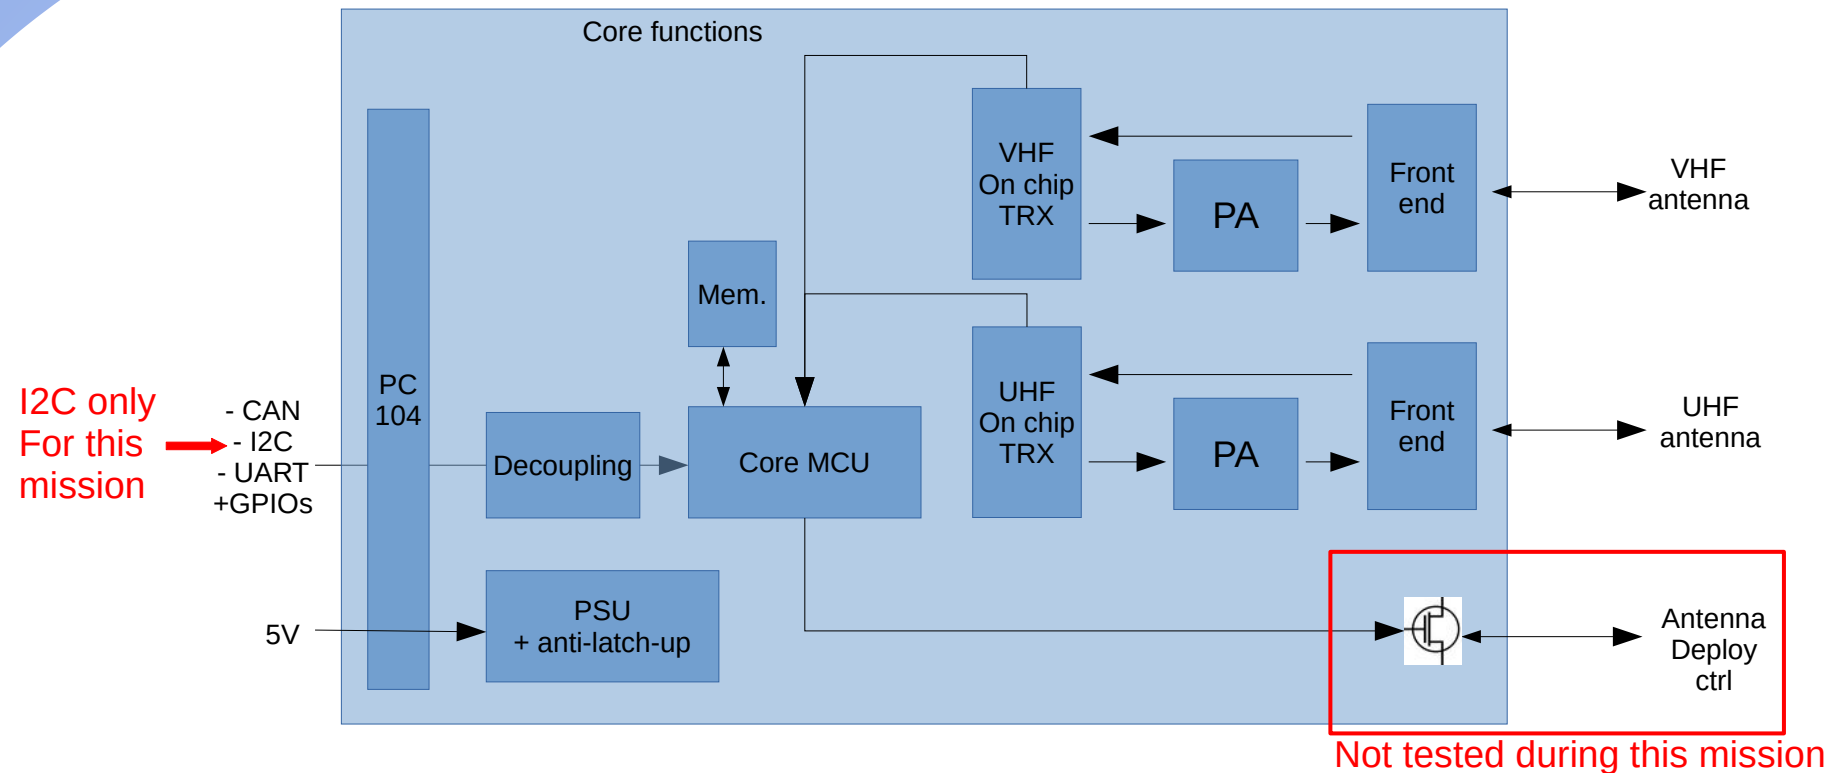 Core functions
VHF
On chip
TRX
PA
Front
end
VHF
antenna
Mem.
I2C only
For this
mission
- CAN
- I2C
- UART
+GPIOs
PC
104
Decoupling
Core MCU
UHF
On chip
TRX
PA
Front
end
UHF
antenna
5V
PSU
+ anti-latch-up
Antenna
Deploy
ctrl
Not tested during this mission